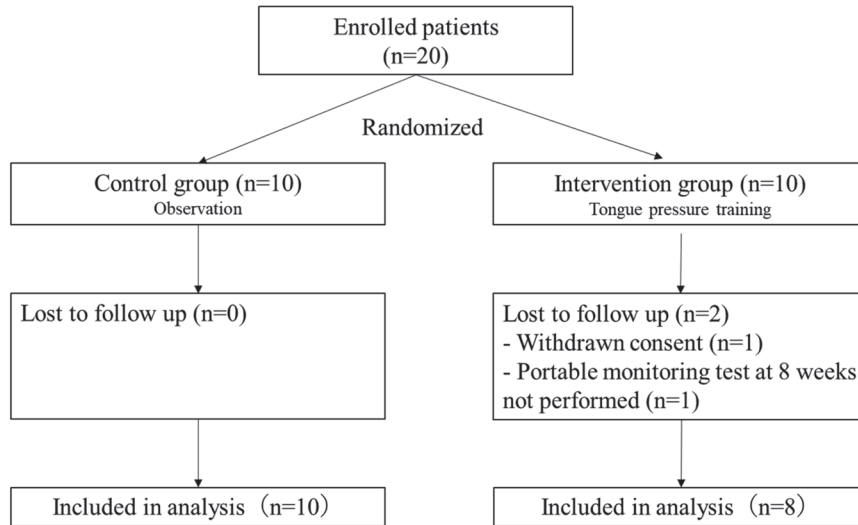 Enrolled patients
(n=20)
Randomized
Control group (n=10)
Observation
Intervention group (n=10)
Tongue pressure training
Lost to follow up (n=0)
Lost to follow up (n=2)
- Withdrawn consent (n=1)
- Portable monitoring test at 8 weeks
not performed (n=1)
Included in analysis（n=10)
Included in analysis（n=8)